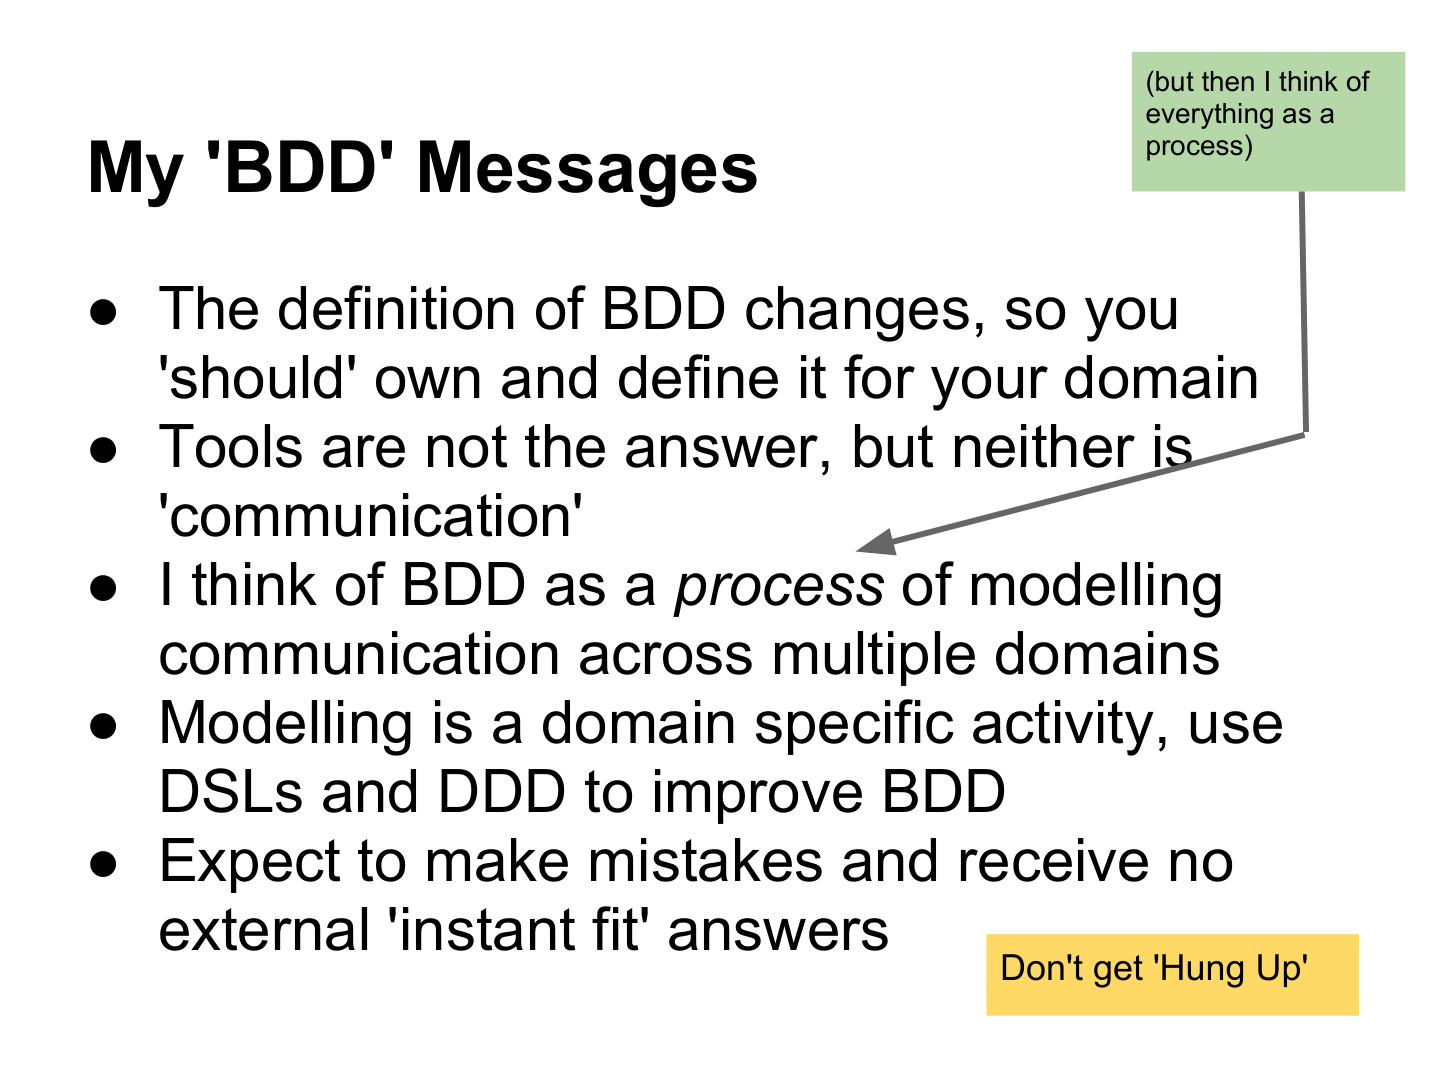 (but then I think of
everything as a
process)
My 'BDD' Messages
● The definition of BDD changes, so you
'should' own and define it for your domain
● Tools are not the answer, but neither is
'communication'
● I think of BDD as a process of modelling
communication across multiple domains
● Modelling is a domain specific activity, use
DSLs and DDD to improve BDD
● Expect to make mistakes and receive no
external 'instant fit' answers
Don't get 'Hung Up'